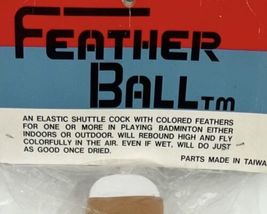 FEATHER
BALL TM
AN ELASTIC SHUTTLE COCK WITH COLORED FEATHERS
FOR ONE OR MORE IN PLAYING BADMINTON EITHER
INDOORS OR OUTDOOR. WILL REBOUND HIGH AND FLY
COLORFULLY IN THE AIR. EVEN IF WET, WILL DO JUST
AS GOOD ONCE DRIED.
PARTS MADE IN TAIWA